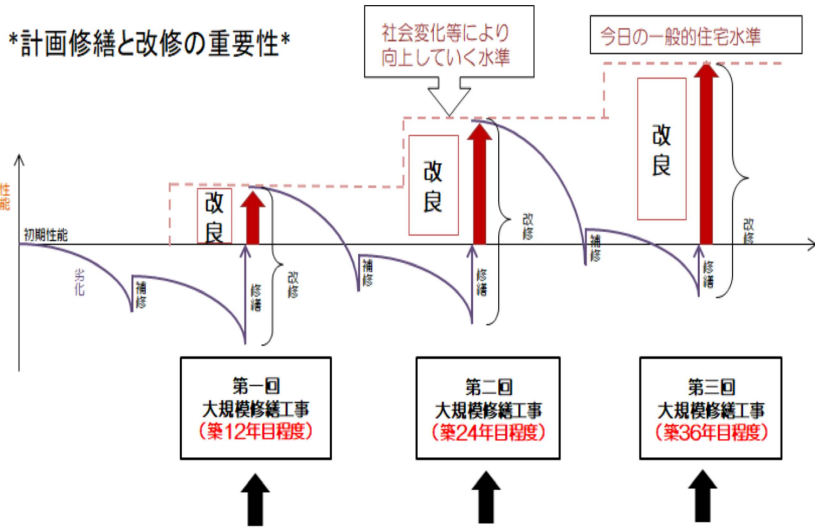 *計画修繕と改修の重要性*
社会変化等により
向上していく水準
今日の一般的住宅水準
性能
初期性能
劣化
補修
修繕
改良
改修
補修
修繕
改良
改修
補修
修繕
改良
改修
第一回
大規模修繕工事
(築12年目程度)
第二回
大規模修繕工事
(築24年目程度)
第三回
大規模修繕工事
(築36年目程度)